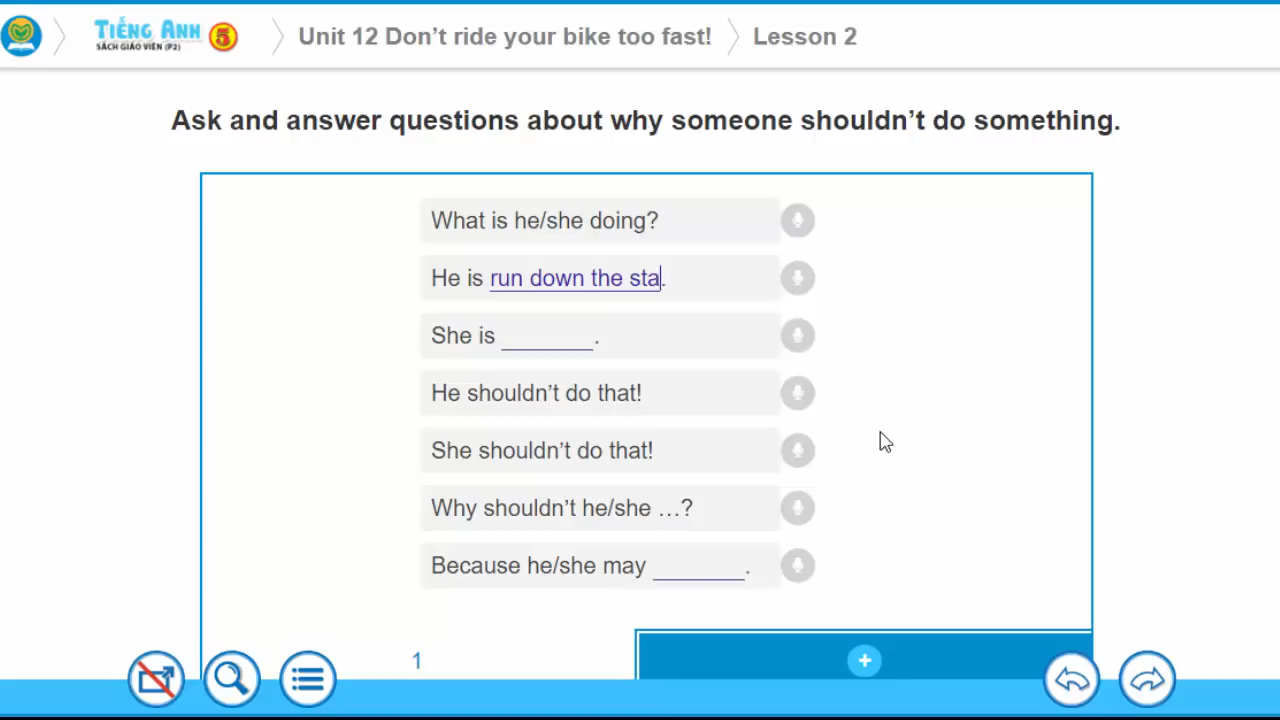 TIẾNG ANH 5
SÁCH GIÁO VIÊN (P2)
Unit 12 Don’t ride your bike too fast!
Lesson 2
Ask and answer questions about why someone shouldn’t do something.
What is he/she doing?
He is run down the sta.
She is ________.
He shouldn’t do that!
She shouldn’t do that!
Why shouldn’t he/she …?
Because he/she may ________.
1
+